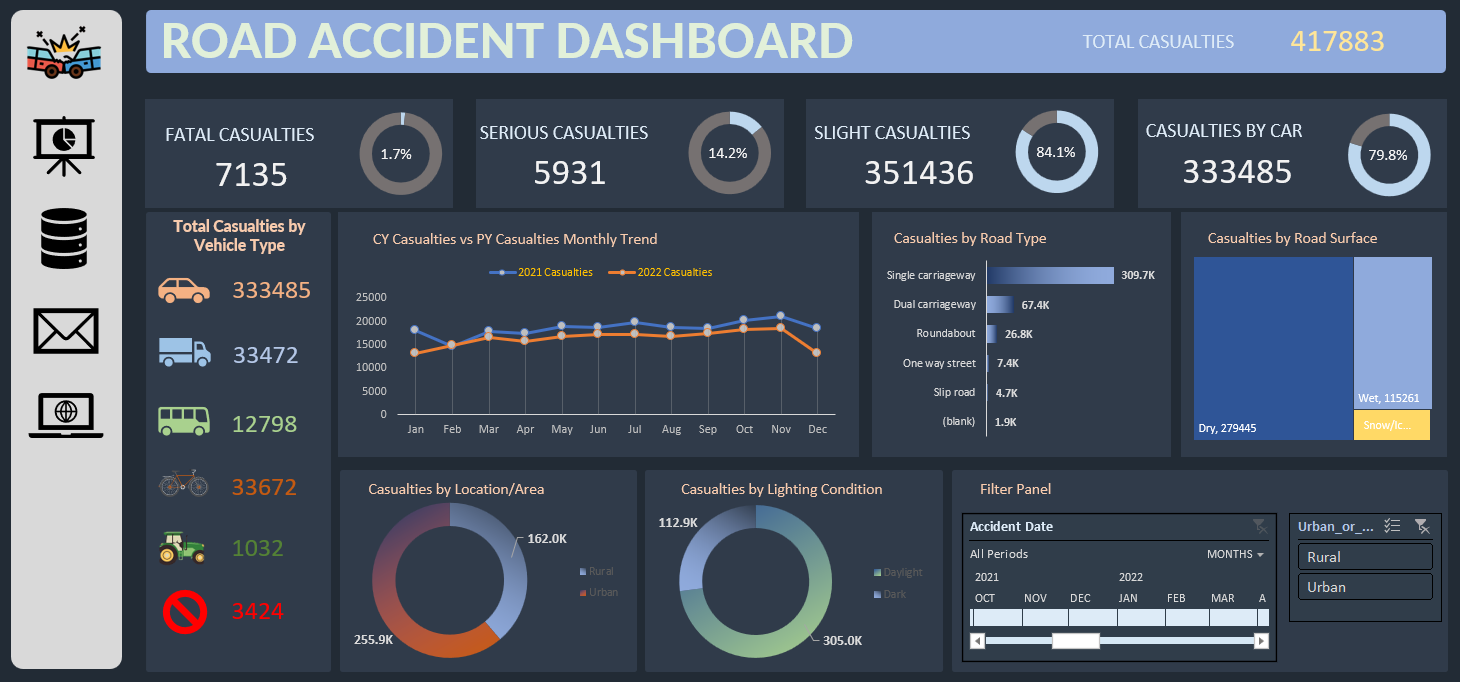 ROAD ACCIDENT DASHBOARD
TOTAL CASUALTIES
417883
FATAL CASUALTIES
7135
1.7%
SERIOUS CASUALTIES
5931
14.2%
SLIGHT CASUALTIES
351436
84.1%
CASUALTIES BY CAR
333485
79.8%
Total Casualties by
Vehicle Type
333485
33472
12798
33672
1032
3424
CY Casualties vs PY Casualties Monthly Trend
2021 Casualties 2022 Casualties
25000
20000
15000
10000
5000
0
Jan Feb Mar Apr May Jun Jul Aug Sep Oct Nov Dec
Casualties by Road Type
Single carriageway 309.7K
Dual carriageway 67.4K
Roundabout 26.8K
One way street 7.4K
Slip road 4.7K
(blank) 1.9K
Casualties by Road Surface
Dry, 279445
Wet, 115261
Snow/Ic...
Casualties by Location/Area
162.0K
255.9K
Rural
Urban
Casualties by Lighting Condition
112.9K
305.0K
Daylight
Dark
Filter Panel
Accident Date
All Periods MONTHS
2021 2022
OCT NOV DEC JAN FEB MAR A
Urban_or_...
Rural
Urban